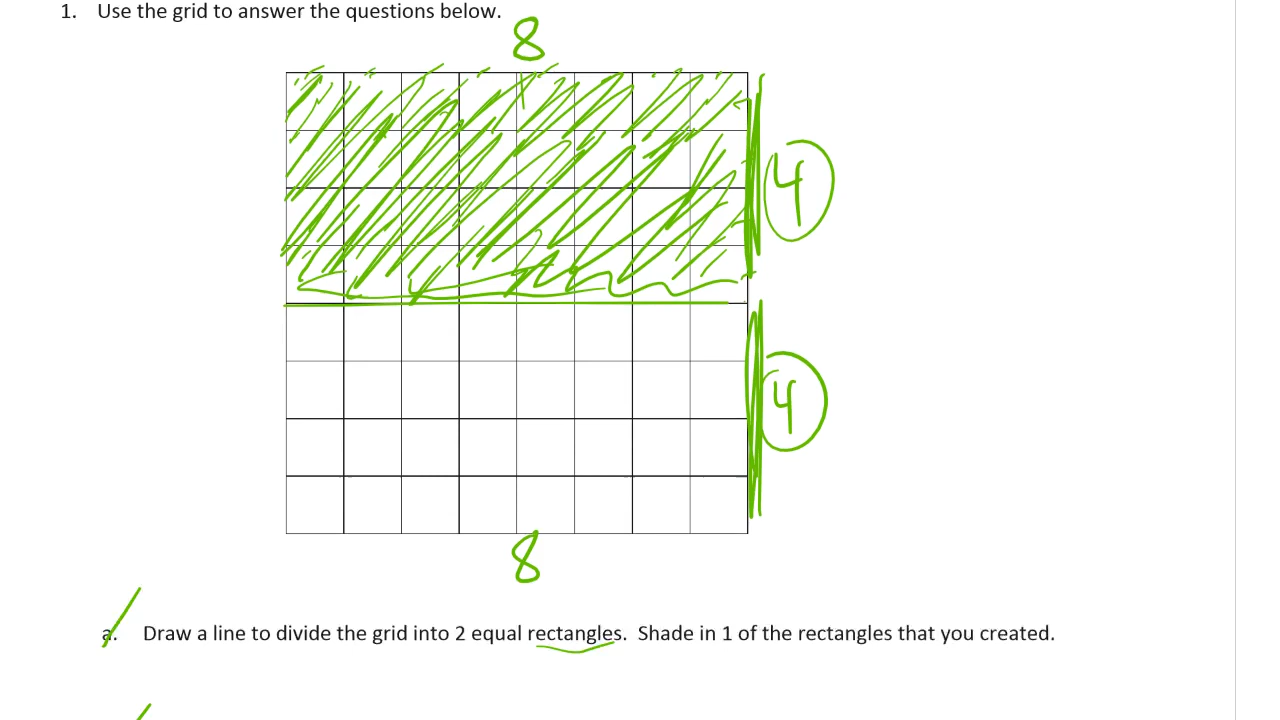 1. Use the grid to answer the questions below.
8
4
4
8
a. Draw a line to divide the grid into 2 equal rectangles. Shade in 1 of the rectangles that you created.